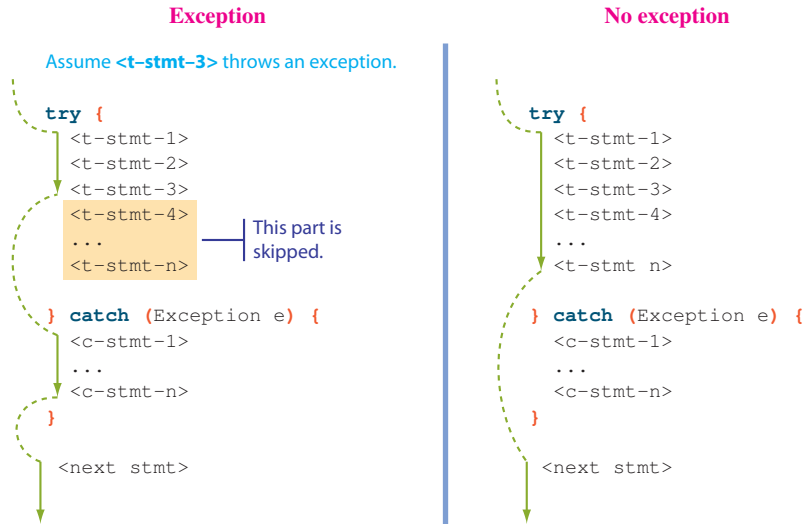 Exception
Assume <t-stmt-3> throws an exception.
try {
<t-stmt-1>
<t-stmt-2>
<t-stmt-3>
<t-stmt-4>
...
<t-stmt-n>
This part is
skipped.
} catch (Exception e) {
<c-stmt-1>
...
<c-stmt-n>
}
<next stmt>
No exception
try {
<t-stmt-1>
<t-stmt-2>
<t-stmt-3>
<t-stmt-4>
...
<t-stmt n>
} catch (Exception e) {
<c-stmt-1>
...
<c-stmt-n>
}
<next stmt>